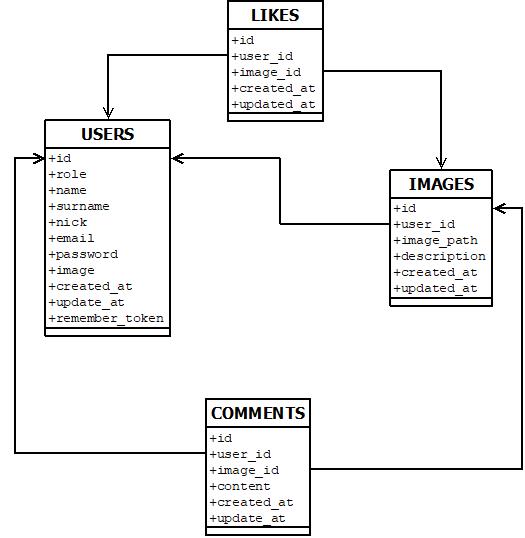 LIKES
+id
+user_id
+image_id
+created_at
+updated_at
USERS
+id
+role
+name
+surname
+nick
+email
+password
+image
+created_at
+update_at
+remember_token
IMAGES
+id
+user_id
+image_path
+description
+created_at
+updated_at
COMMENTS
+id
+user_id
+image_id
+content
+created_at
+update_at